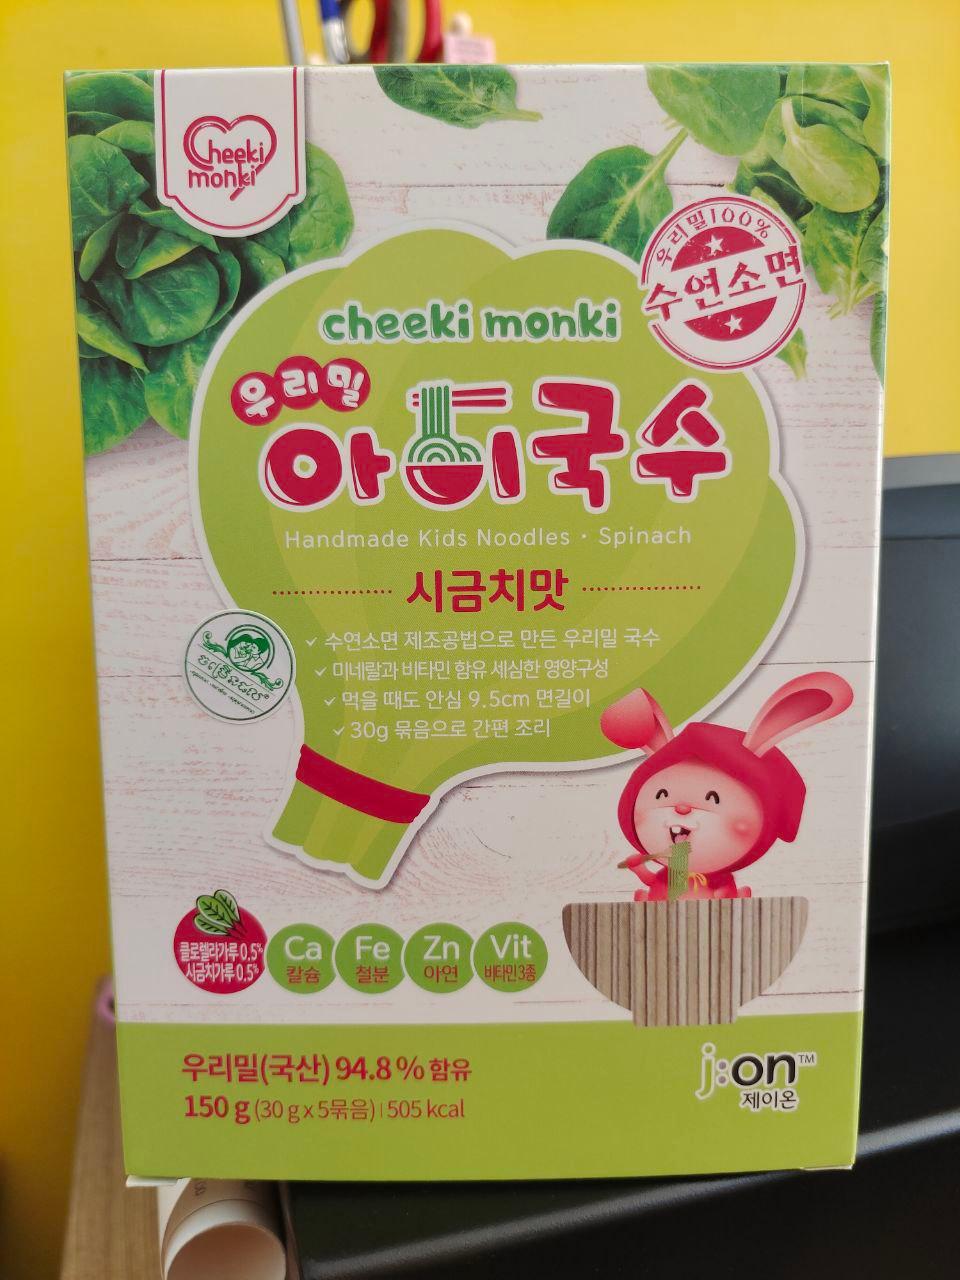 Cheeki
monki
우리밀100%
수연소면
cheeki monki
우리밀
아이국수
Handmade Kids Noodles · Spinach
시금치맛
✓ 수연소면 제조공법으로 만든 우리밀 국수
✓ 미네랄과 비타민 함유 세심한 영양구성
✓ 먹을 때도 안심 9.5cm 면길이
✓ 30g 묶음으로 간편 조리
클로렐라가루 0.5%
시금치가루 0.5%
Ca
칼슘
Fe
철분
Zn
아연
Vit
비타민3종
우리밀(국산) 94.8% 함유
150 g (30 g x 5묶음) | 505 kcal
j:on™
제이온